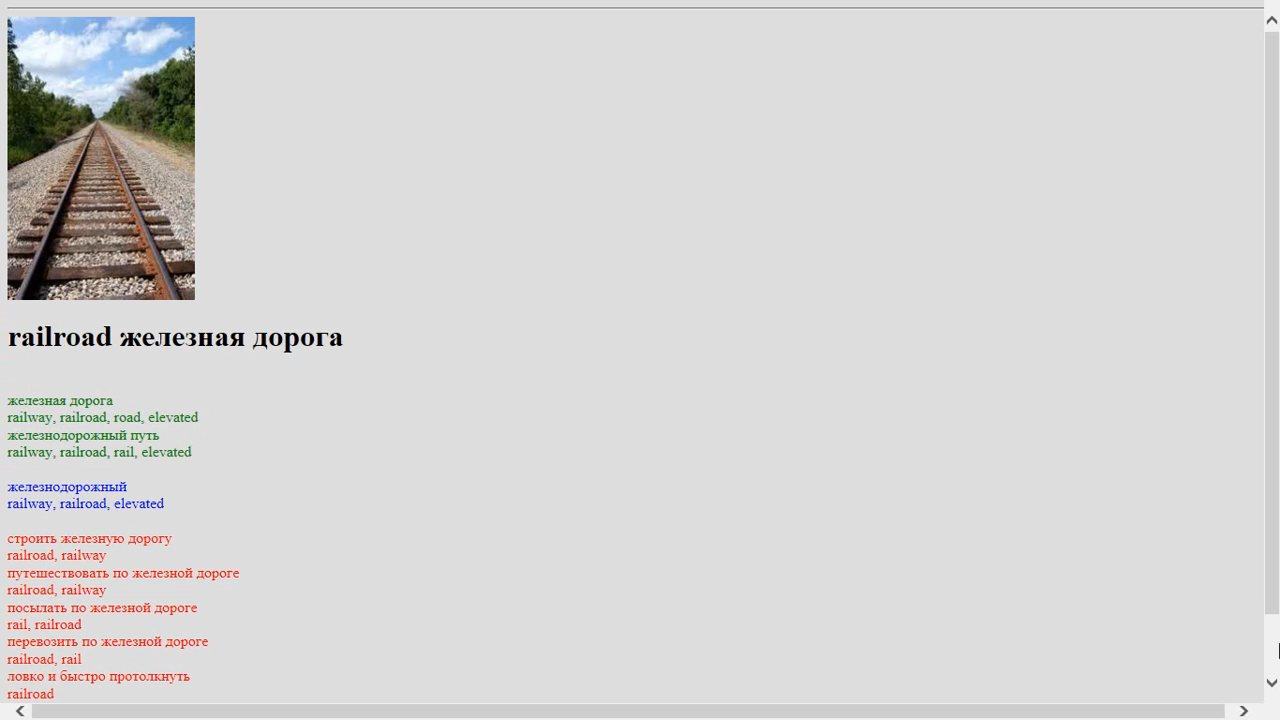 railroad железная дорога
железная дорога
railway, railroad, road, elevated
железнодорожный путь
railway, railroad, rail, elevated
железнодорожный
railway, railroad, elevated
строить железную дорогу
railroad, railway
путешествовать по железной дороге
railroad, railway
посылать по железной дороге
rail, railroad
перевозить по железной дороге
railroad, rail
ловко и быстро протолкнуть
railroad